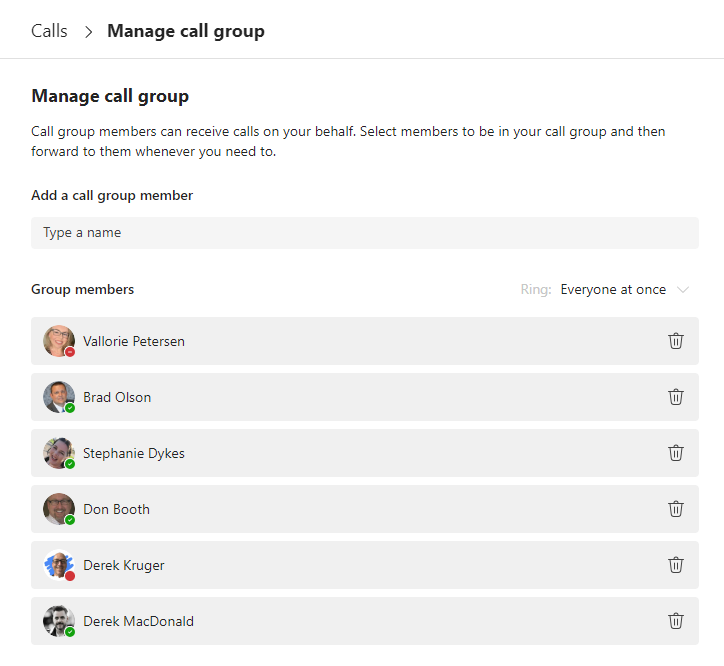 Calls > Manage call group
Manage call group
Call group members can receive calls on your behalf. Select members to be in your call group and then
forward to them whenever you need to.
Add a call group member
Type a name
Group members Ring: Everyone at once
Vallorie Petersen
Brad Olson
Stephanie Dykes
Don Booth
Derek Kruger
Derek MacDonald